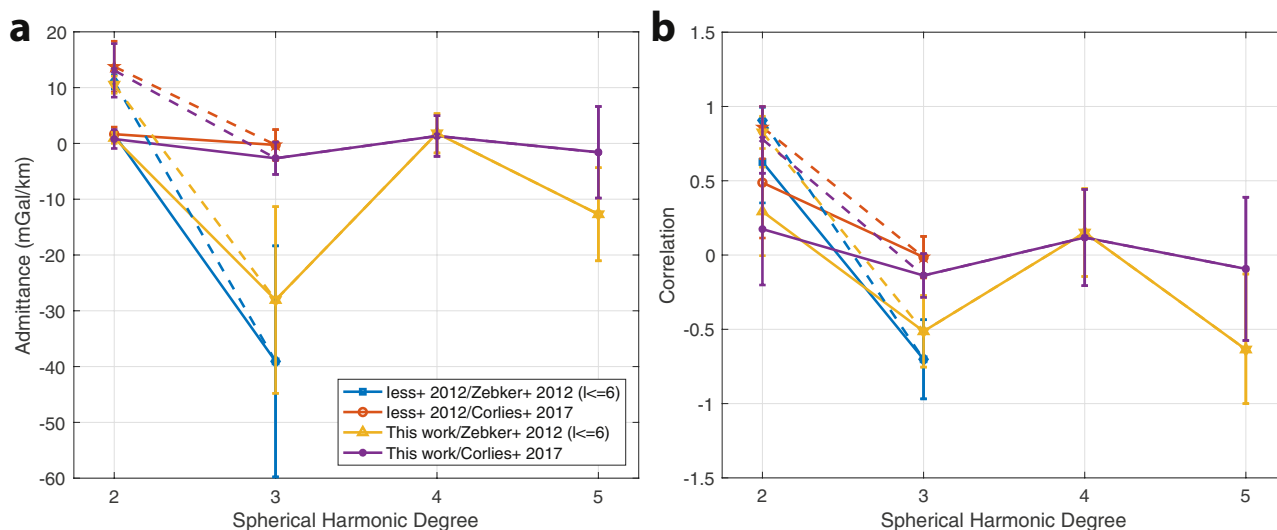 a
Admittance (mGal/km)
20
10
0
-10
-20
-30
-40
-50
-60
2
3
4
5
Spherical Harmonic Degree
Iess+ 2012/Zebker+ 2012 (l<=6)
Iess+ 2012/Corlies+ 2017
This work/Zebker+ 2012 (l<=6)
This work/Corlies+ 2017
b
Correlation
1.5
1
0.5
0
-0.5
-1
-1.5
2
3
4
5
Spherical Harmonic Degree